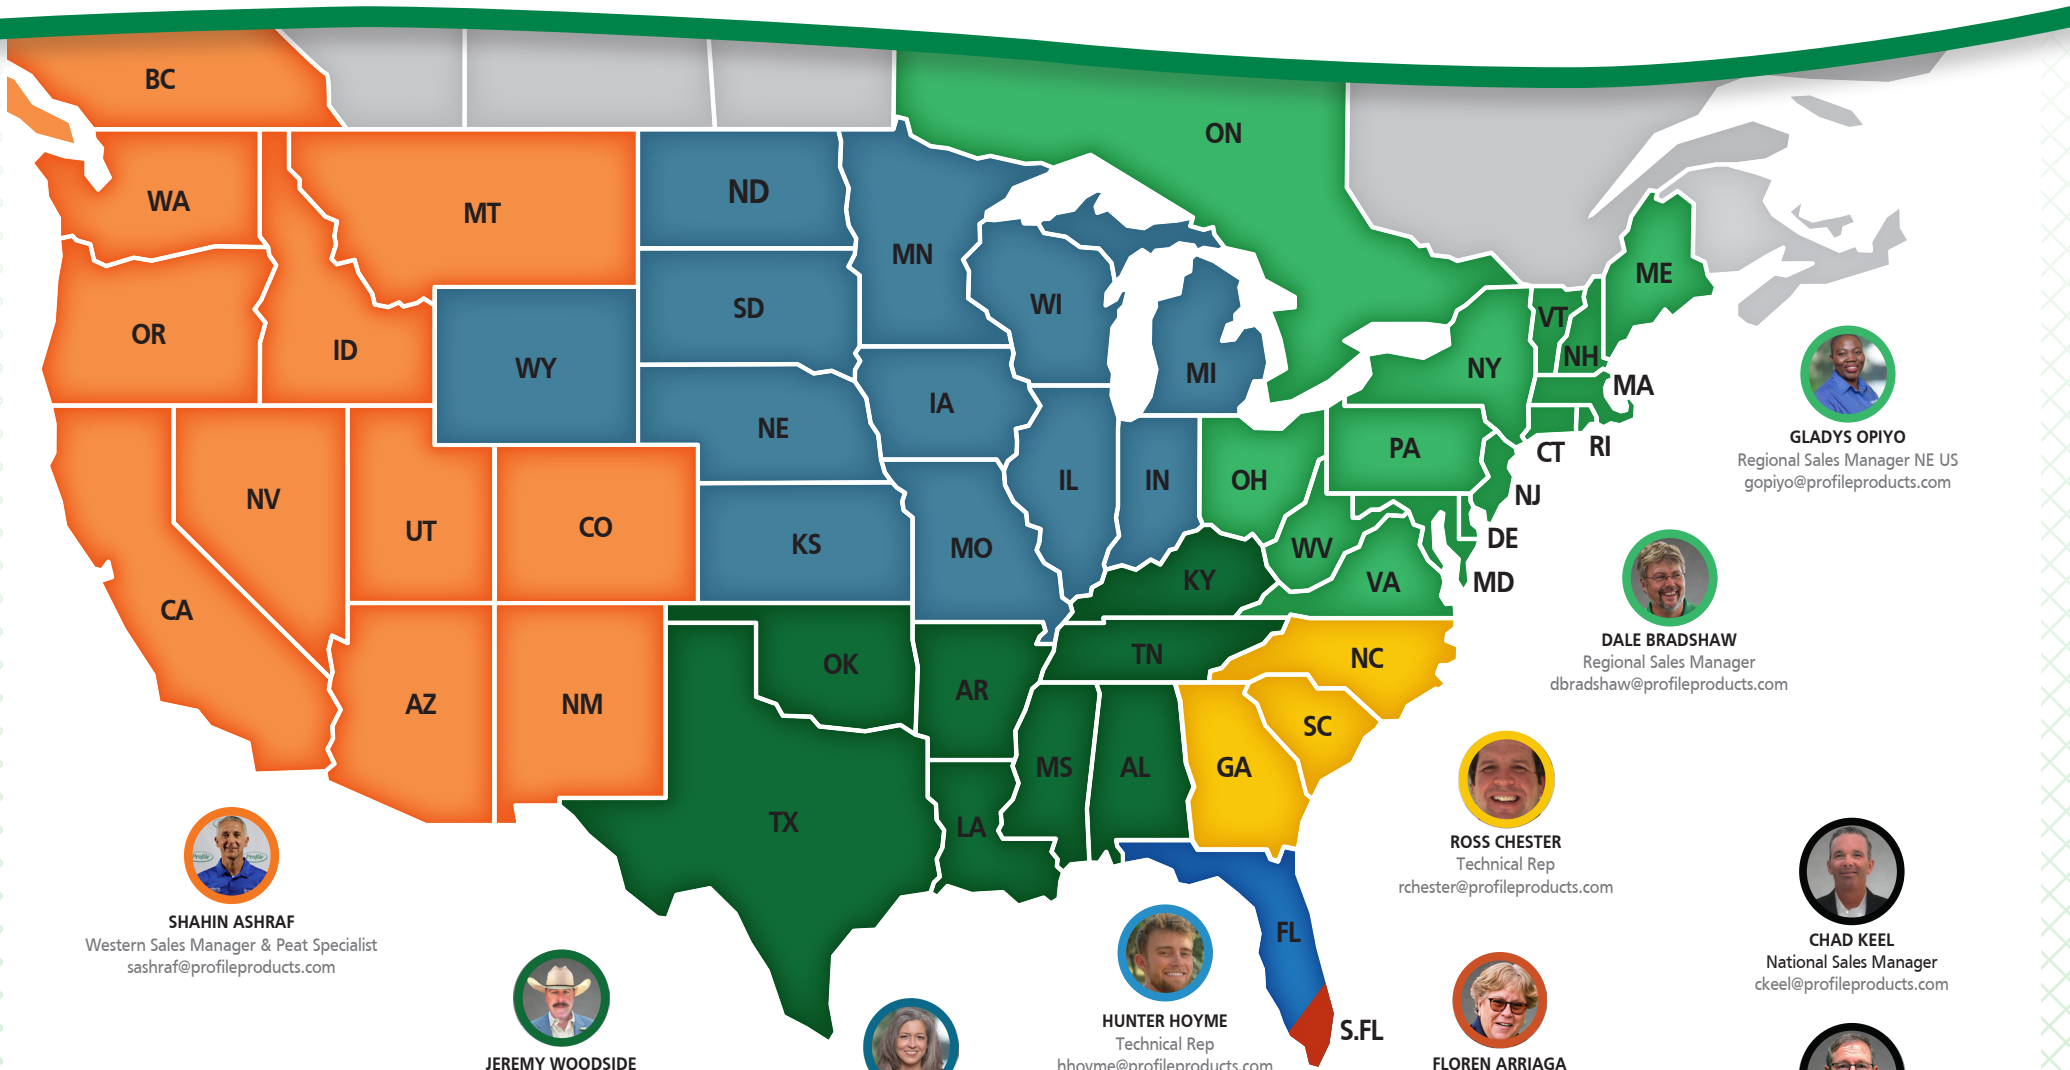 BC
ON
WA
MT
ND
MN
ME
OR
ID
SD
WI
VT
WY
MI
NY
NH
MA
NE
IA
PA
CT
RI
GLADYS OPIYO
Regional Sales Manager NE US
gopiyo@profileproducts.com
NV
UT
CO
KS
MO
IL
IN
OH
NJ
WV
DE
CA
KY
VA
MD
DALE BRADSHAW
Regional Sales Manager
dbradshaw@profileproducts.com
OK
TN
NC
AZ
NM
AR
SC
TX
LA
MS
AL
GA
ROSS CHESTER
Technical Rep
rchester@profileproducts.com
Profile
Profile
SHAHIN ASHRAF
Western Sales Manager & Peat Specialist
sashraf@profileproducts.com
FL
CHAD KEEL
National Sales Manager
ckeel@profileproducts.com
HUNTER HOYME
Technical Rep
hhoyme@profileproducts.com
S.FL
JEREMY WOODSIDE
FLOREN ARRIAGA